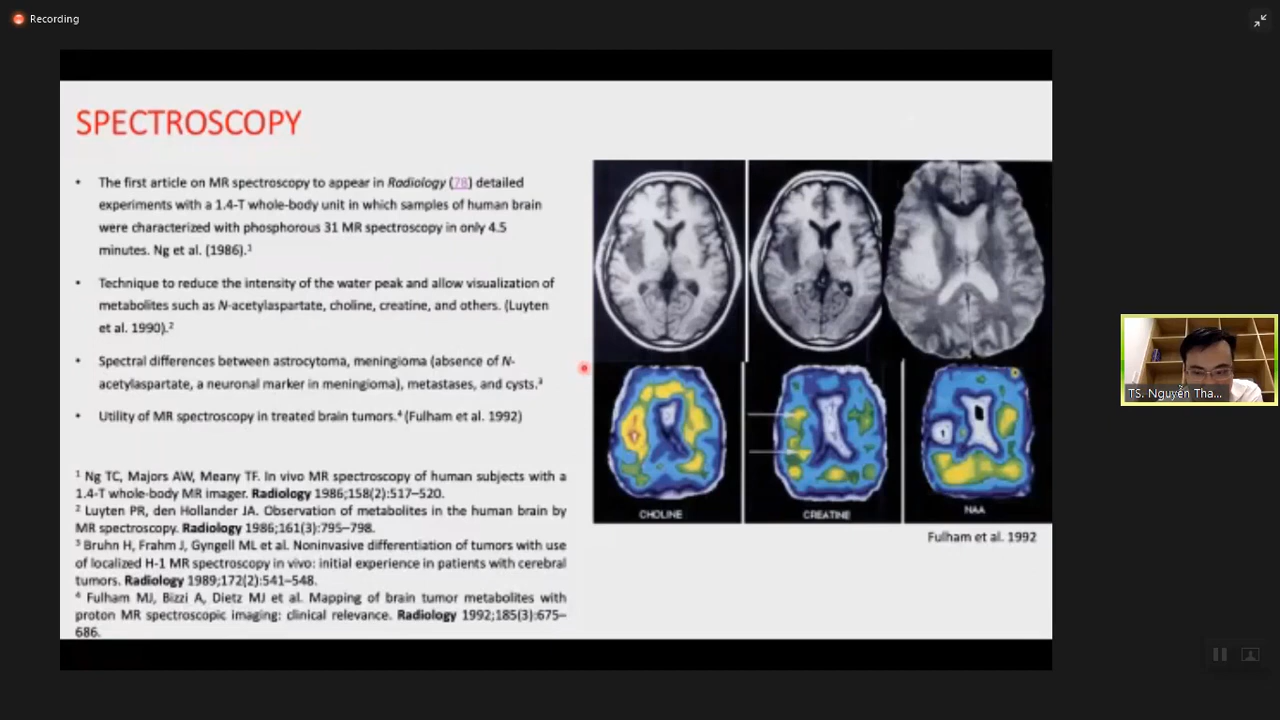 Recording
SPECTROSCOPY
• The first article on MR spectroscopy to appear in Radiology (78) detailed
experiments with a 1.4-T whole-body unit in which samples of human brain
were characterized with phosphorous 31 MR spectroscopy in only 4.5
minutes. Ng et al. (1986).¹
• Technique to reduce the intensity of the water peak and allow visualization of
metabolites such as N-acetylaspartate, choline, creatine, and others. (Luyten
et al. 1990).²
• Spectral differences between astrocytoma, meningioma (absence of N-
acetylaspartate, a neuronal marker in meningioma), metastases, and cysts.³
• Utility of MR spectroscopy in treated brain tumors.⁴ (Fulham et al. 1992)
¹ Ng TC, Majors AW, Meany TF. In vivo MR spectroscopy of human subjects with a
1.4-T whole-body MR imager. Radiology 1986;158(2):517–520.
² Luyten PR, den Hollander JA. Observation of metabolites in the human brain by
MR spectroscopy. Radiology 1986;161(3):795–798.
³ Bruhn H, Frahm J, Gyngell ML et al. Noninvasive differentiation of tumors with use
of localized H-1 MR spectroscopy in vivo: initial experience in patients with cerebral
tumors. Radiology 1989;172(2):541–548.
⁴ Fulham MJ, Bizzi A, Dietz MJ et al. Mapping of brain tumor metabolites with
proton MR spectroscopic imaging: clinical relevance. Radiology 1992;185(3):675–
686.
CHOLINE
CREATINE
NAA
Fulham et al. 1992
TS. Nguyễn Tha...